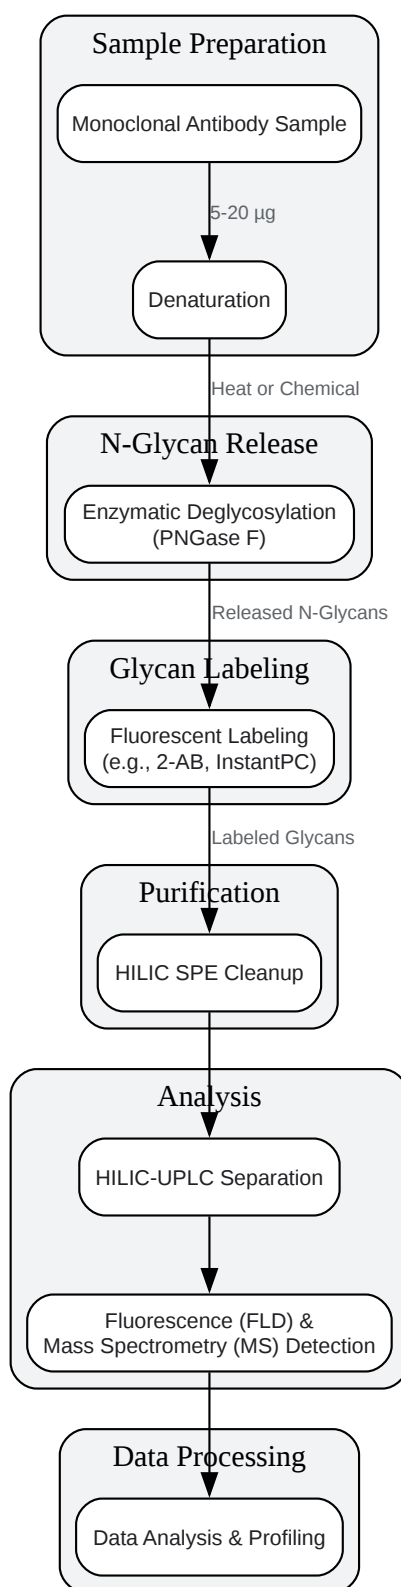 Sample Preparation
Monoclonal Antibody Sample
5-20 µg
Denaturation
Heat or Chemical
N-Glycan Release
Enzymatic Deglycosylation
(PNGase F)
Released N-Glycans
Glycan Labeling
Fluorescent Labeling
(e.g., 2-AB, InstantPC)
Labeled Glycans
Purification
HILIC SPE Cleanup
Analysis
HILIC-UPLC Separation
Fluorescence (FLD) &
Mass Spectrometry (MS) Detection
Data Processing
Data Analysis & Profiling